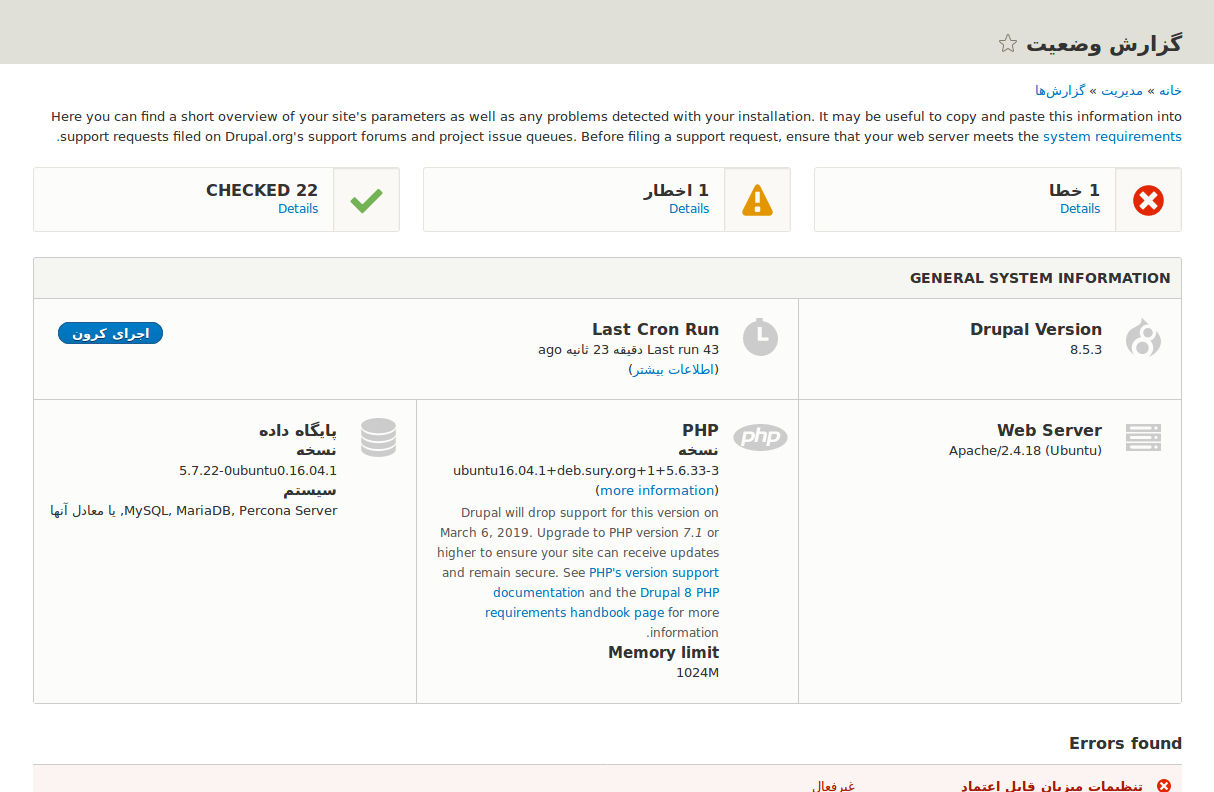 گزارش وضعیت
خانه » مدیریت » گزارش‌ها
Here you can find a short overview of your site's parameters as well as any problems detected with your installation. It may be useful to copy and paste this information into
support requests filed on Drupal.org's support forums and project issue queues. Before filing a support request, ensure that your web server meets the system requirements.
1 خطا
Details
1 اخطار
Details
CHECKED 22
Details
GENERAL SYSTEM INFORMATION
Drupal Version
8.5.3
Last Cron Run
Last run 43 دقیقه 23 ثانیه ago
(اطلاعات بیشتر)
اجرای کرون
Web Server
Apache/2.4.18 (Ubuntu)
PHP
نسخه
ubuntu16.04.1+deb.sury.org+1+5.6.33-3
(more information)
Drupal will drop support for this version on
March 6, 2019. Upgrade to PHP version 7.1 or
higher to ensure your site can receive updates
and remain secure. See PHP's version support
documentation and the Drupal 8 PHP
requirements handbook page for more
information.
Memory limit
1024M
php
پایگاه داده
نسخه
5.7.22-0ubuntu0.16.04.1
سیستم
MySQL, MariaDB, Percona Server, یا معادل آنها
Errors found
تنظیمات میزبان قابل اعتماد
غیرفعال